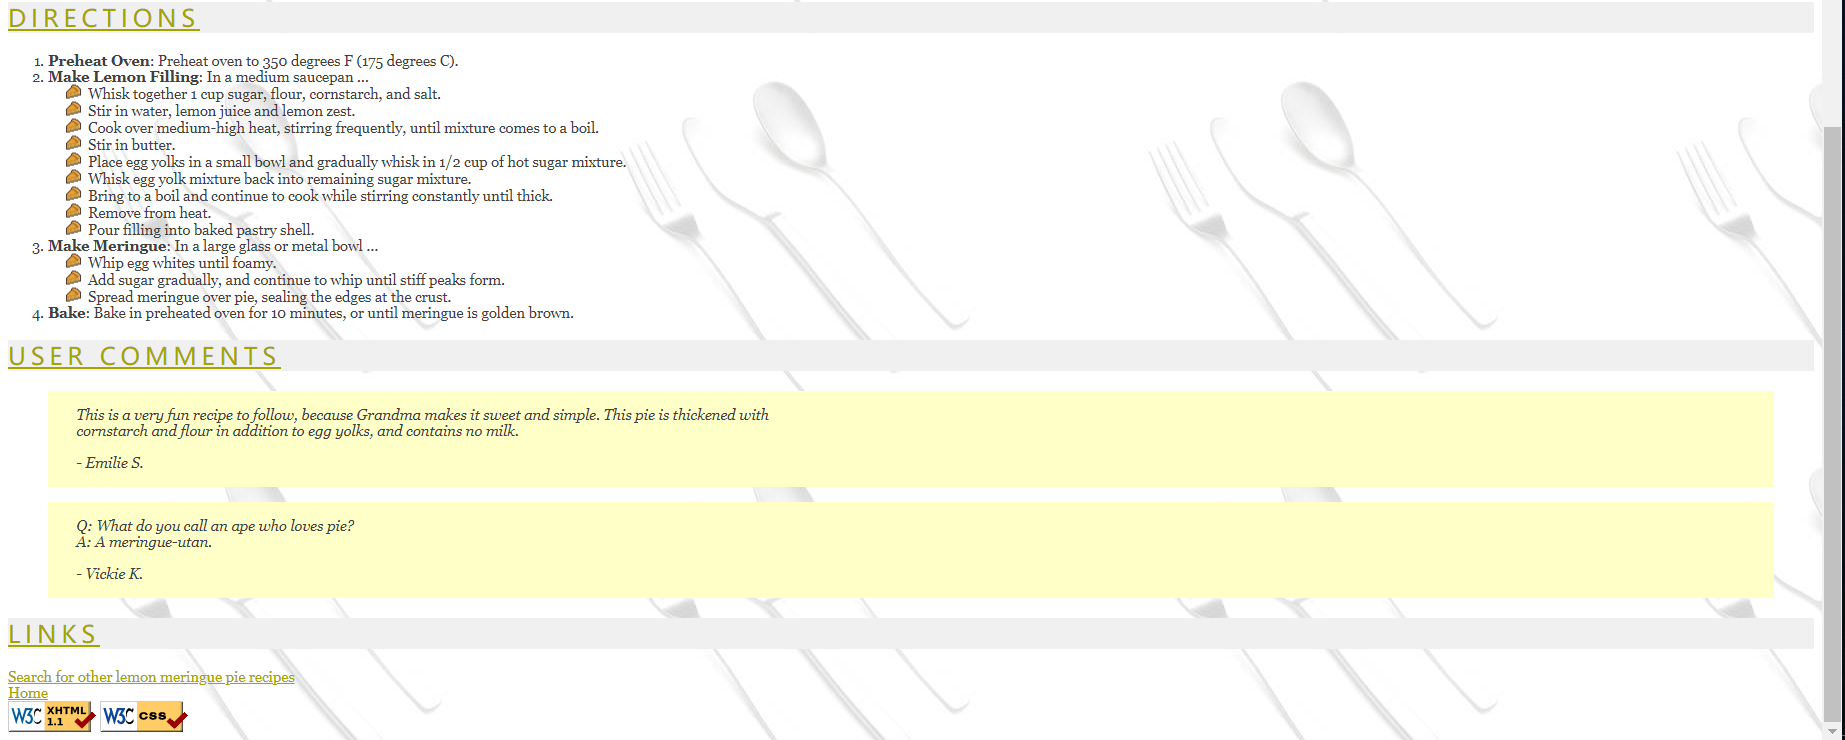 DIRECTIONS
1. Preheat Oven: Preheat oven to 350 degrees F (175 degrees C).
2. Make Lemon Filling: In a medium saucepan ...
Whisk together 1 cup sugar, flour, cornstarch, and salt.
Stir in water, lemon juice and lemon zest.
Cook over medium-high heat, stirring frequently, until mixture comes to a boil.
Stir in butter.
Place egg yolks in a small bowl and gradually whisk in 1/2 cup of hot sugar mixture.
Whisk egg yolk mixture back into remaining sugar mixture.
Bring to a boil and continue to cook while stirring constantly until thick.
Remove from heat.
Pour filling into baked pastry shell.
3. Make Meringue: In a large glass or metal bowl ...
Whip egg whites until foamy.
Add sugar gradually, and continue to whip until stiff peaks form.
Spread meringue over pie, sealing the edges at the crust.
4. Bake: Bake in preheated oven for 10 minutes, or until meringue is golden brown.
USER COMMENTS
This is a very fun recipe to follow, because Grandma makes it sweet and simple. This pie is thickened with
cornstarch and flour in addition to egg yolks, and contains no milk.
- Emilie S.
Q: What do you call an ape who loves pie?
A: A meringue-utan.
- Vickie K.
LINKS
Search for other lemon meringue pie recipes
Home
W3C XHTML 1.1 W3C CSS